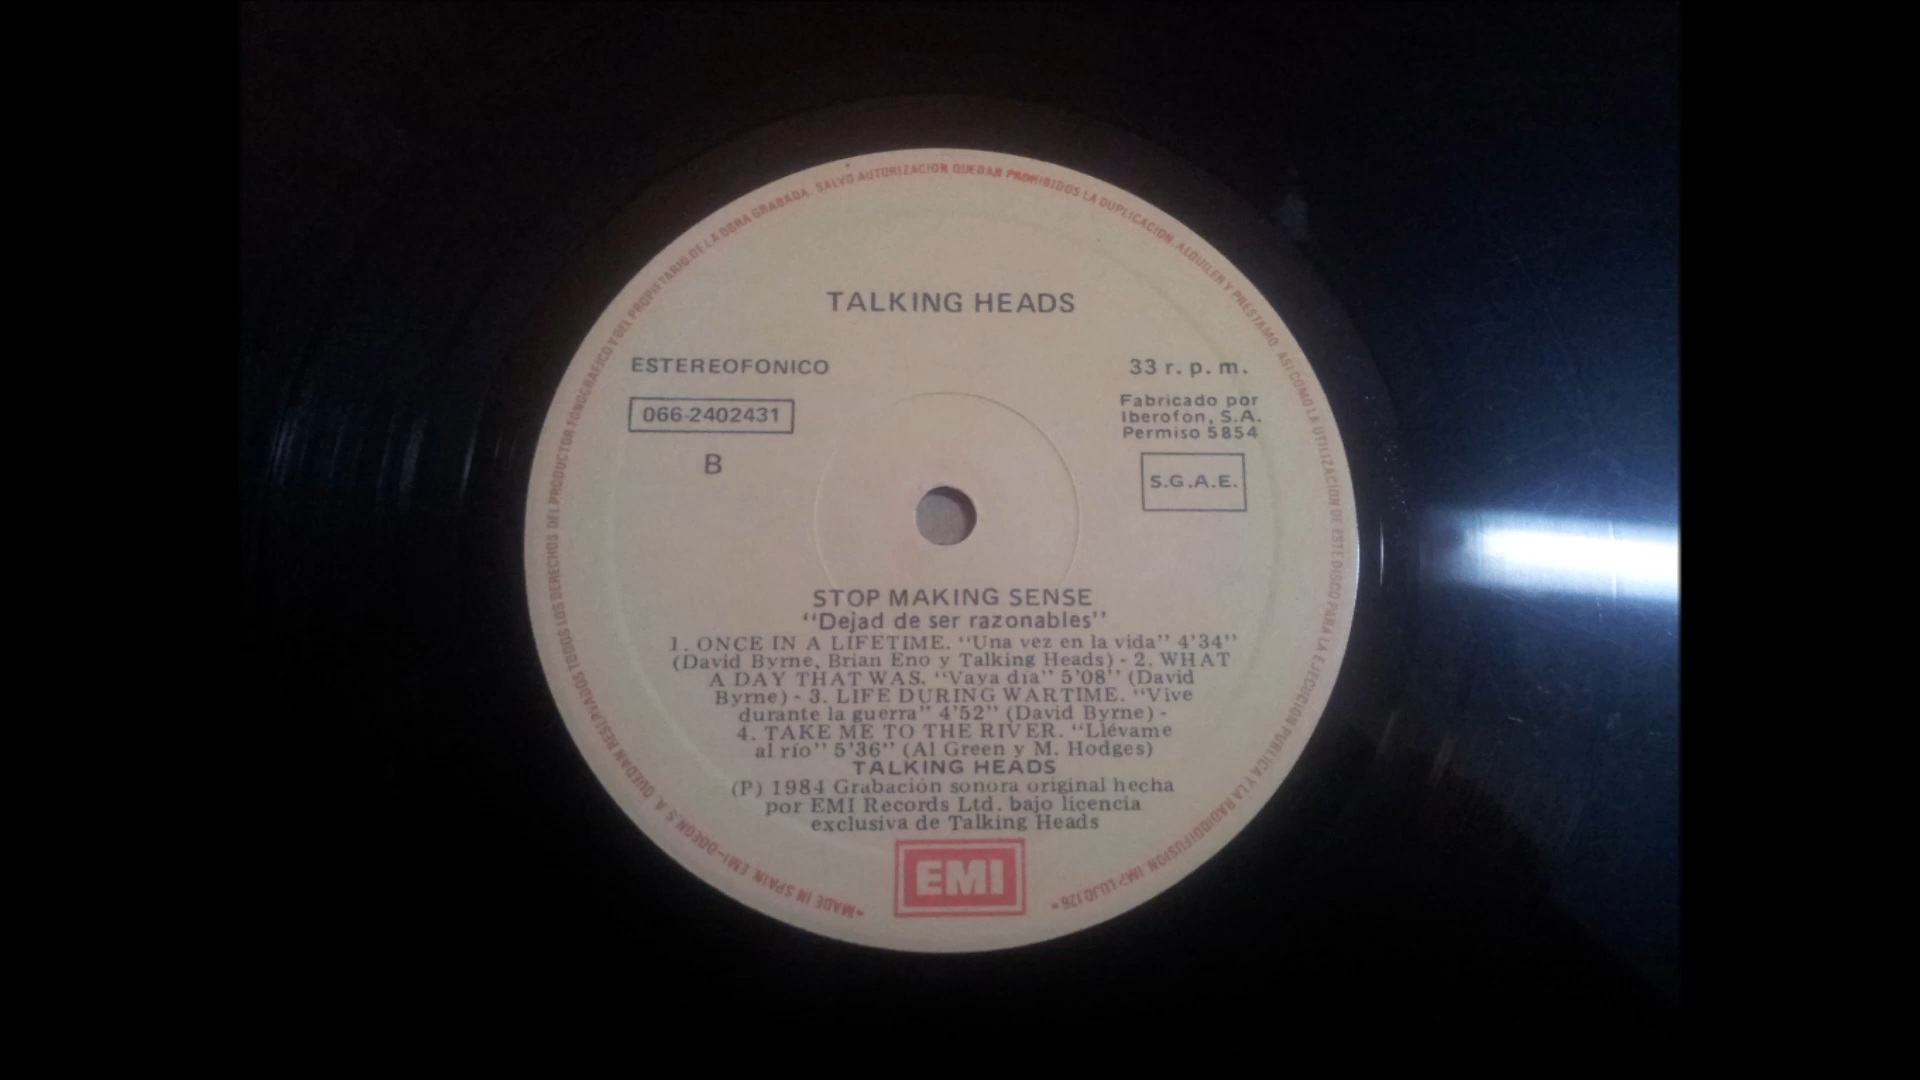 TALKING HEADS
ESTEREOFONICO
33 r. p. m.
066-2402431
B
Fabricado por
Iberofón, S.A.
Permiso 5854
S.G.A.E.
STOP MAKING SENSE
“Dejad de ser razonables”
1. ONCE IN A LIFETIME. “Una vez en la vida” 4’34”
(David Byrne, Brian Eno y Talking Heads) - 2. WHAT
A DAY THAT WAS. “Vaya día” 5’08” (David
Byrne) - 3. LIFE DURING WARTIME. “Vive
durante la guerra” 4’52” (David Byrne) -
4. TAKE ME TO THE RIVER. “Llévame
al río” 5’36” (Al Green y M. Hodges)
TALKING HEADS
(P) 1984 Grabación sonora original hecha
por EMI Records Ltd. bajo licencia
exclusiva de Talking Heads
EMI
*MADE IN SPAIN. EMI-ODEON, S. A. QUEDAN RESERVADOS TODOS LOS DERECHOS DEL PRODUCTOR FONOGRAFICO Y DEL PROPIETARIO DE LA OBRA GRABADA. SALVO AUTORIZACION QUEDAN PROHIBIDOS LA DUPLICACION, ALQUILER Y PRESTAMO, ASI COMO LA UTILIZACION DE ESTE DISCO PARA LA EJECUCION PUBLICA Y LA RADIODIFUSION. LUJO 126*